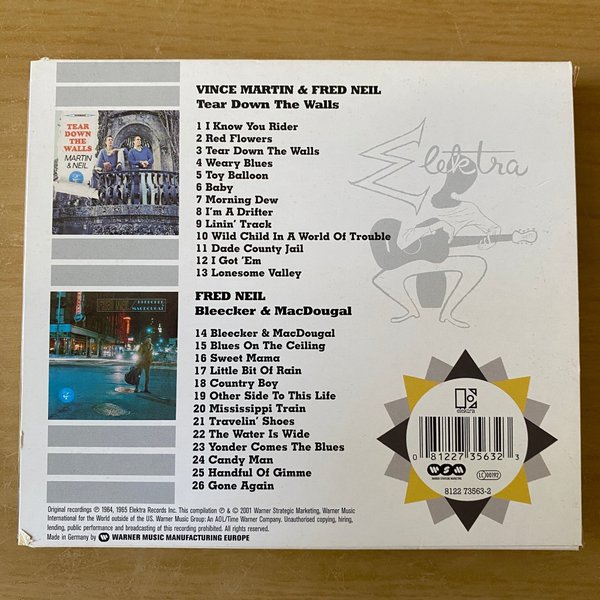 VINCE MARTIN & FRED NEIL
Tear Down The Walls
TEAR
DOWN
THE
WALLS
MARTIN
& NEIL
1 I Know You Rider
2 Red Flowers
3 Tear Down The Walls
4 Weary Blues
5 Toy Balloon
6 Baby
7 Morning Dew
8 I'm A Drifter
9 Linin' Track
10 Wild Child In A World Of Trouble
11 Dade County Jail
12 I Got 'Em
13 Lonesome Valley
Elektra
FRED NEIL
Bleecker & MacDougal
BLEECKER
MACDOUGAL
14 Bleecker & MacDougal
15 Blues On The Ceiling
16 Sweet Mama
17 Little Bit Of Rain
18 Country Boy
19 Other Side To This Life
20 Mississippi Train
21 Travelin' Shoes
22 The Water Is Wide
23 Yonder Comes The Blues
24 Candy Man
25 Handful Of Gimme
26 Gone Again
elektra
0 81227 35632 3
WSM
WARNER STRATEGIC MARKETING
LC 00192
8122 73563-2
Original recordings ℗ 1964, 1965 Elektra Records Inc. This compilation ℗ & © 2001 Warner Strategic Marketing, Warner Music
International for the World outside of the US. Warner Music Group: An AOL/Time Warner Company. Unauthorised copying, hiring,
lending, public performance and broadcasting of this recording prohibited. All rights reserved.
Made in Germany by WARNER MUSIC MANUFACTURING EUROPE